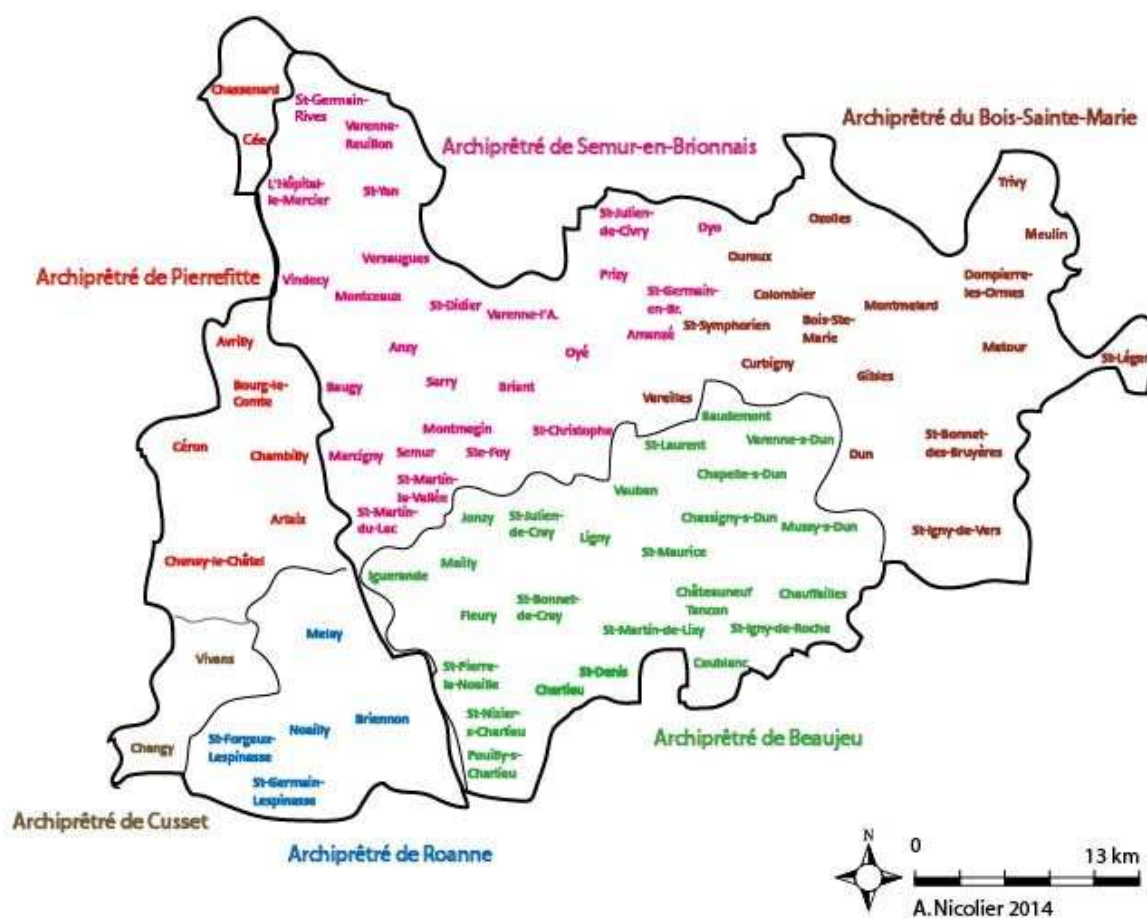 Chassenard
Cée
St-Germain-
Rives
Varenne-
Reuillon
Archiprêtré de Semur-en-Brionnais
Archiprêtré du Bois-Sainte-Marie
L'Hôpital-
le-Mercier
St-Yan
St-Julien-
de-Civry
Dyo
Ozolles
Trivy
Meulin
Archiprêtré de Pierrefitte
Versaugues
Vindecy
Montceaux
St-Didier
Varenne-l'A.
Prizy
St-Germain-
en-Br.
Amanzé
Ouroux
Colombier
St-Symphorien
Bois-Ste-
Marie
Montmelard
Dompierre-
les-Ormes
Matour
St-Léger
Avrilly
Bourg-le-
Comte
Anzy
Oyé
Curbigny
Gibles
Baugy
Sarry
Briant
Vareilles
Baudemont
Céron
Chambilly
Marcigny
Montmegin
Semur
Ste-Foy
St-Christophe
St-Laurent
Varenne-s-Dun
Dun
St-Bonnet-
des-Bruyères
St-Martin-
la-Vallée
St-Martin-
du-Lac
Vauban
Chapelle-s-Dun
Artaix
Jonzy
St-Julien-
de-Cray
Ligny
Chassigny-s-Dun
Mussy-s-Dun
St-Igny-de-Vers
Chenay-le-Châtel
Iguerande
Mailly
St-Maurice
Fleury
St-Bonnet-
de-Cray
Châteauneuf
Tancon
Chauffailles
St-Martin-de-Lixy
St-Igny-de-Roche
Melay
Vivans
St-Pierre-
la-Noaille
Charlieu
St-Denis
Coublanc
Changy
St-Forgeux-
Lespinasse
Noailly
Briennon
St-Nizier-
s-Charlieu
Pouilly-s-
Charlieu
St-Germain-
Lespinasse
Archiprêtré de Beaujeu
Archiprêtré de Cusset
Archiprêtré de Roanne
N
0
13 km
A. Nicolier 2014